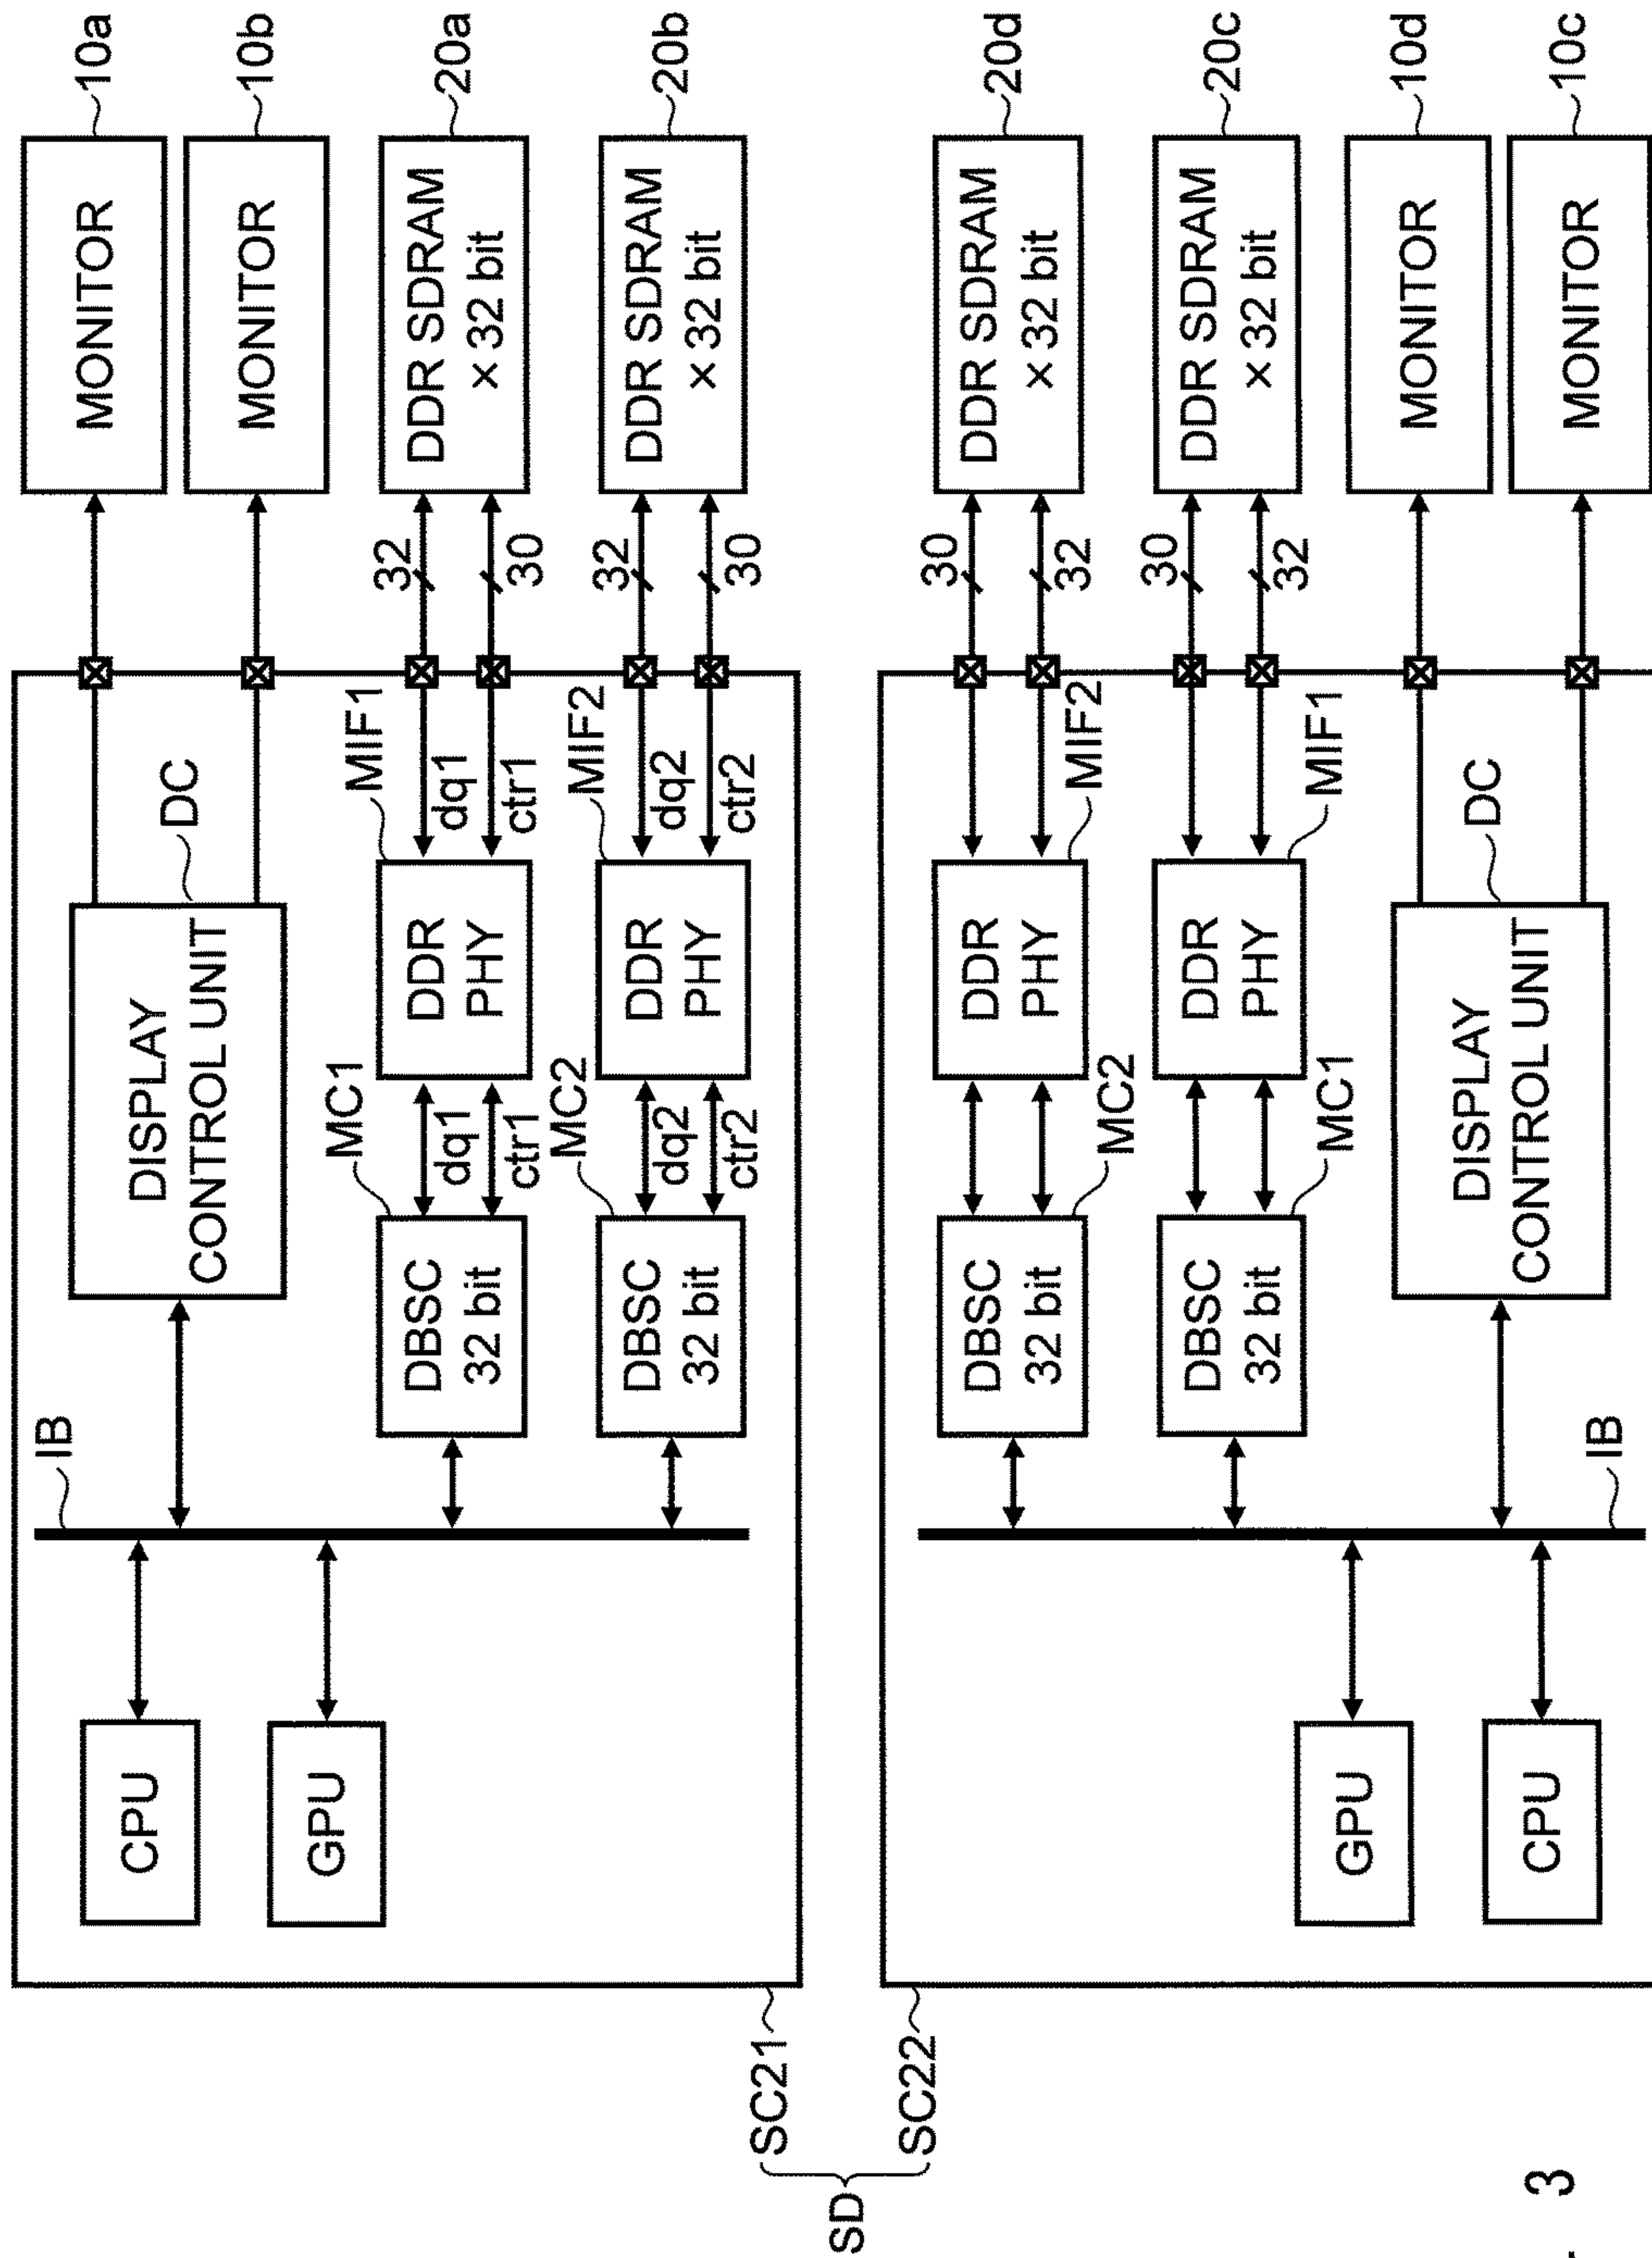 10a
10b
20a
20b
20d
20c
10d
10c
MONITOR
MONITOR
DDR SDRAM
× 32 bit
DDR SDRAM
× 32 bit
DDR SDRAM
× 32 bit
DDR SDRAM
× 32 bit
MONITOR
MONITOR
32
30
32
30
30
32
30
32
DC
MIF1
dq1
ctr1
MIF2
dq2
ctr2
MIF2
MIF1
DC
DISPLAY
CONTROL UNIT
DDR
PHY
DDR
PHY
DDR
PHY
DDR
PHY
DISPLAY
CONTROL UNIT
MC1
dq1
ctr1
MC2
dq2
ctr2
MC2
MC1
DBSC
32 bit
DBSC
32 bit
DBSC
32 bit
DBSC
32 bit
IB
IB
CPU
GPU
GPU
CPU
SC21
SC22
SD
3